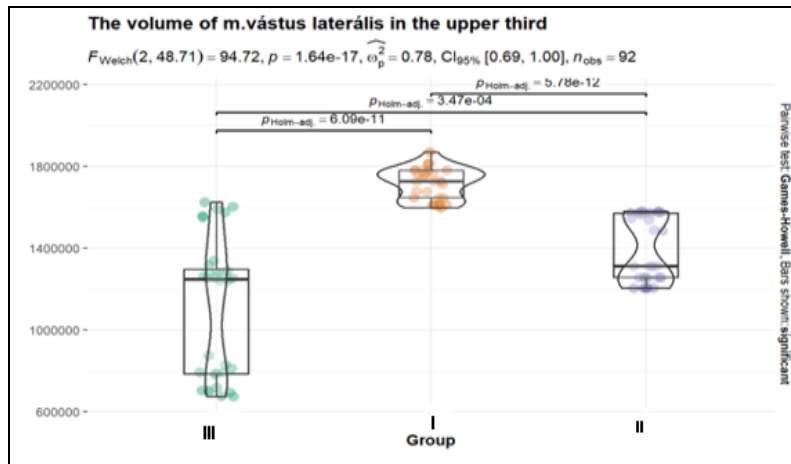 The volume of m.vástus laterális in the upper third
F Welch(2, 48.71) = 94.72, p = 1.64e-17, ω²p = 0.78, CI95% [0.69, 1.00], nobs = 92
2200000
pHolm-adj. = 5.78e-12
pHolm-adj. = 3.47e-04
pHolm-adj. = 6.09e-11
1800000
1400000
1000000
600000
III
I
II
Group
Pairwise test: Games-Howell, Bars shown: significant